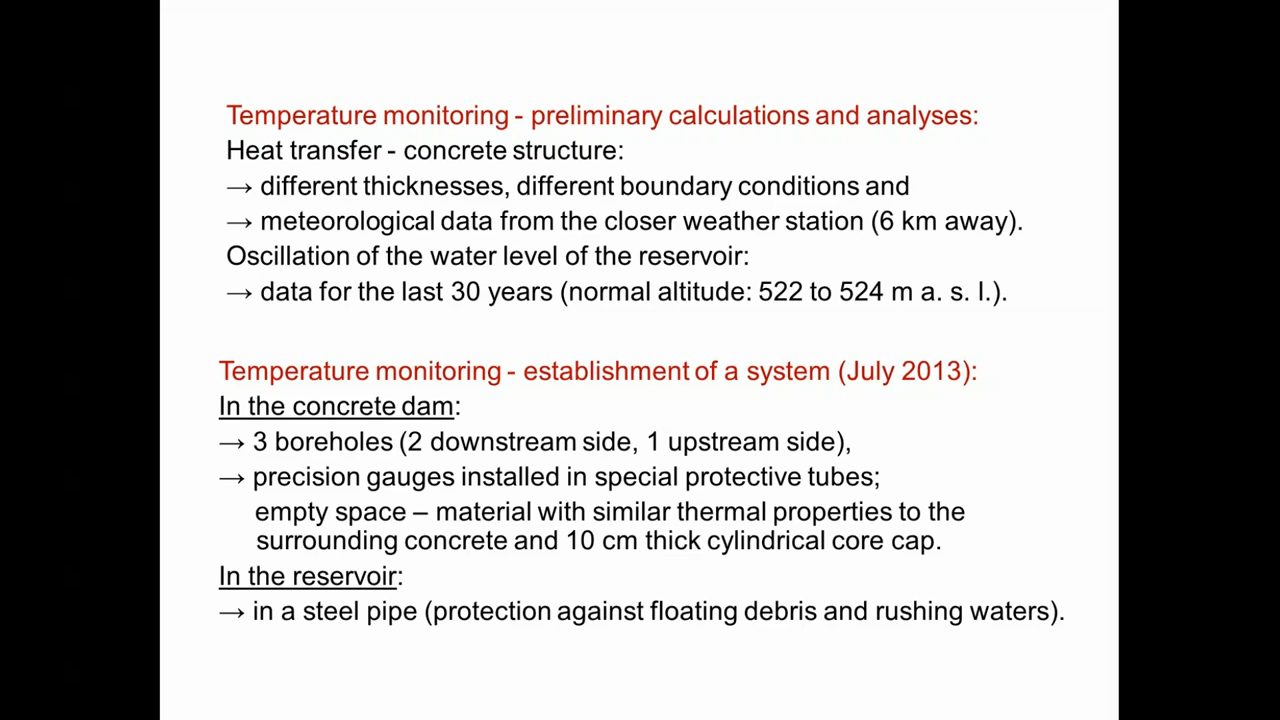 Temperature monitoring - preliminary calculations and analyses:
Heat transfer - concrete structure:
→ different thicknesses, different boundary conditions and
→ meteorological data from the closer weather station (6 km away).
Oscillation of the water level of the reservoir:
→ data for the last 30 years (normal altitude: 522 to 524 m a. s. l.).
Temperature monitoring - establishment of a system (July 2013):
In the concrete dam:
→ 3 boreholes (2 downstream side, 1 upstream side),
→ precision gauges installed in special protective tubes;
empty space – material with similar thermal properties to the
surrounding concrete and 10 cm thick cylindrical core cap.
In the reservoir:
→ in a steel pipe (protection against floating debris and rushing waters).